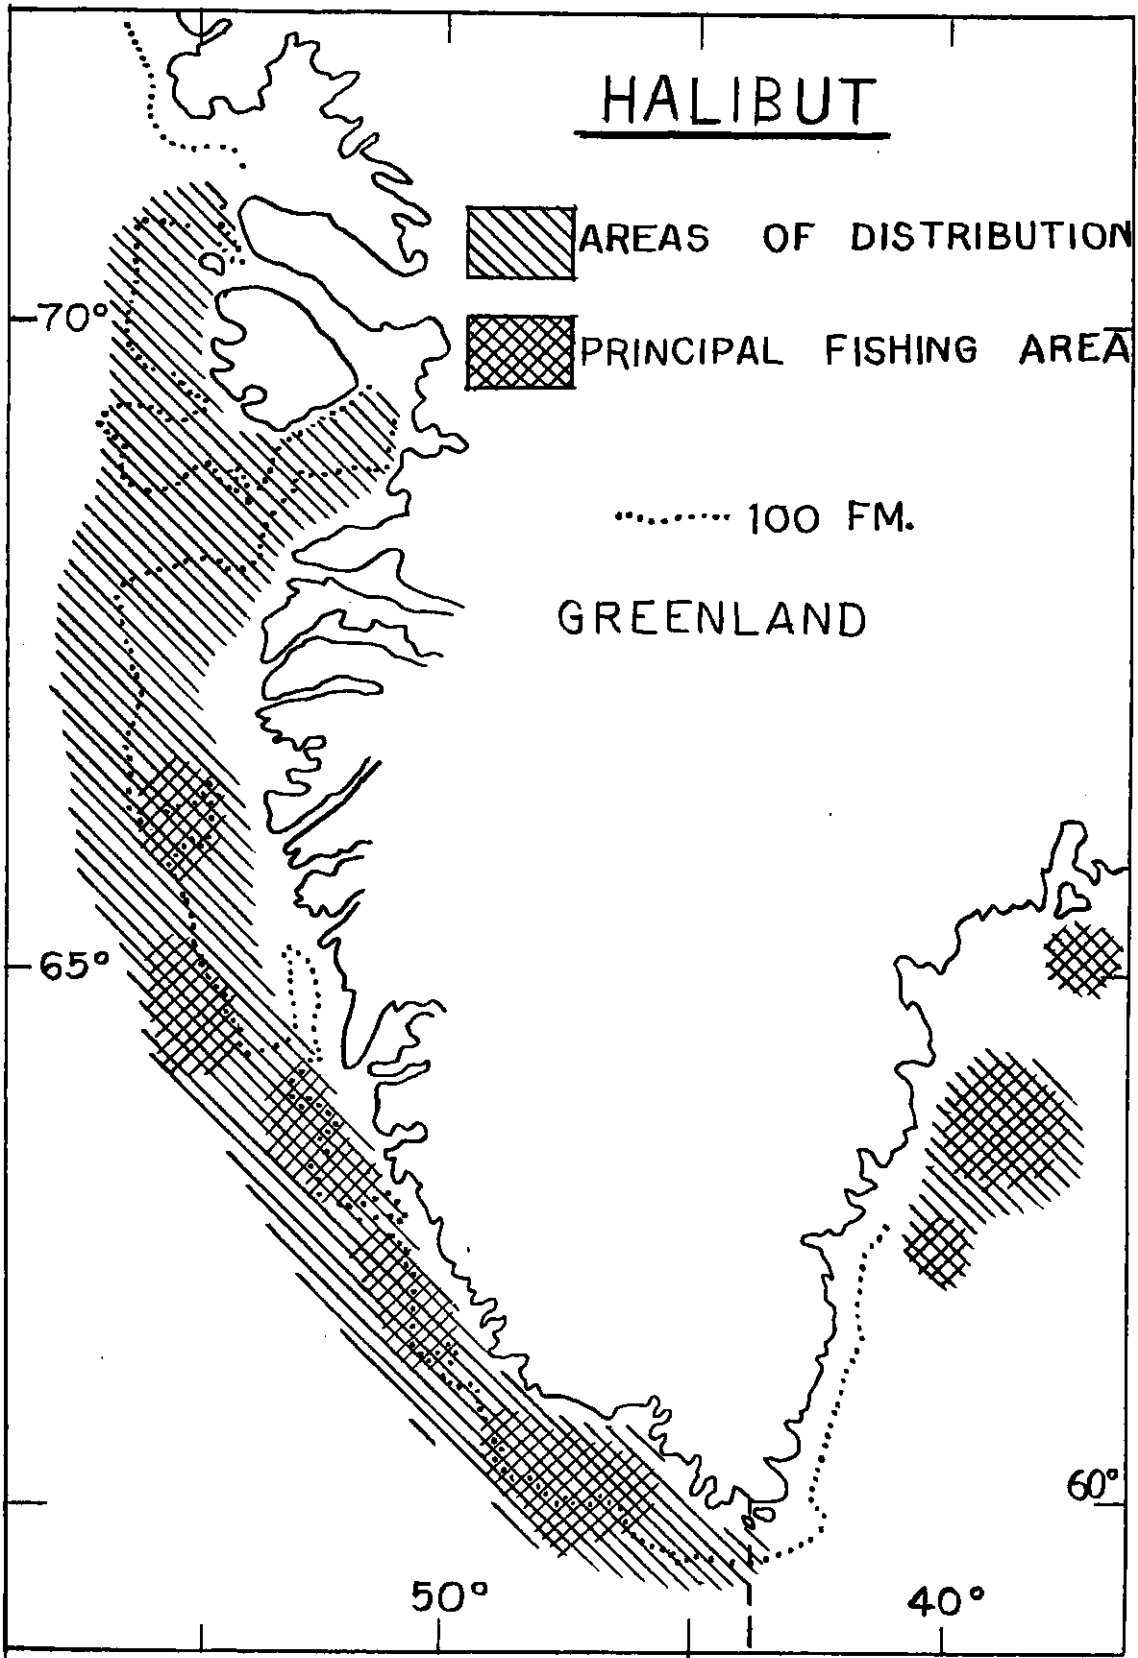 HALIBUT
AREAS OF DISTRIBUTION
70°
PRINCIPAL FISHING AREA
100 FM.
GREENLAND
65°
60°
50°
40°